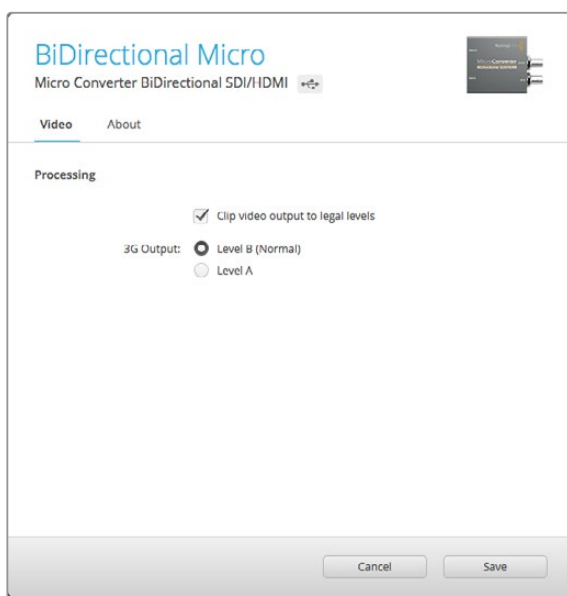 BiDirectional Micro
Micro Converter BiDirectional SDI/HDMI
Video About
Processing
Clip video output to legal levels
3G Output: Level B (Normal)
Level A
Cancel Save